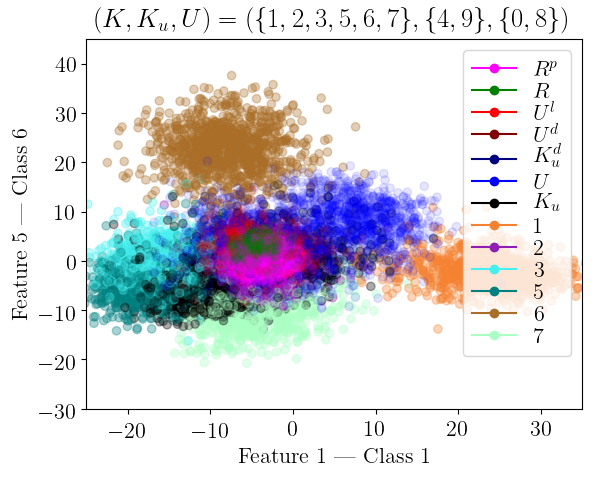 (K, K_u, U) = ({1, 2, 3, 5, 6, 7}, {4, 9}, {0, 8})
Feature 5 — Class 6
40
30
20
10
0
−10
−20
−30
−20
−10
0
10
20
30
Feature 1 — Class 1
R^p
R
U^l
U^d
K_u^d
U
K_u
1
2
3
5
6
7